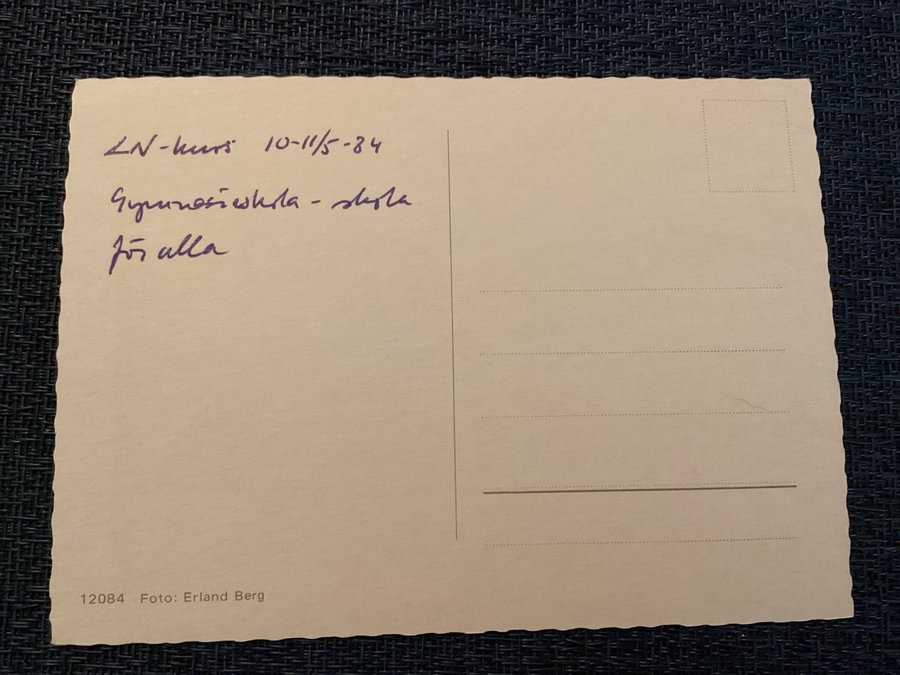 LN-kurs 10-11/5-84
Gymnasieskola - skola
för alla
12084 Foto: Erland Berg